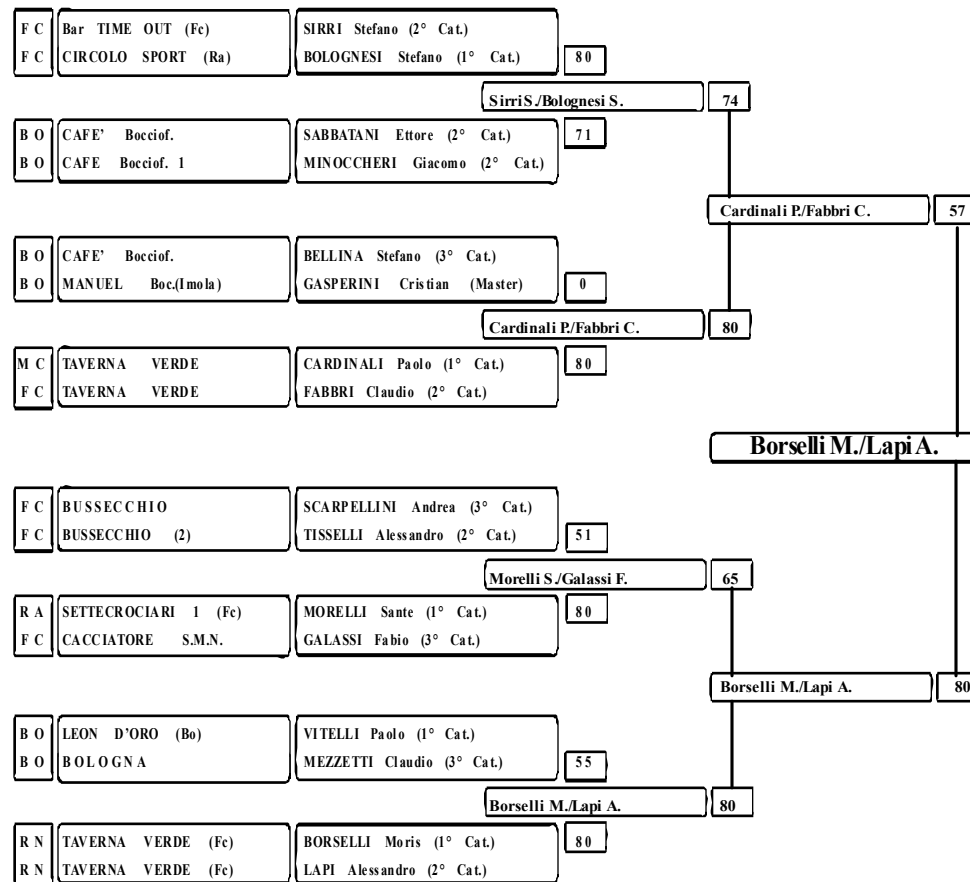 F C Bar TIME OUT (Fc) SIRRI Stefano (2° Cat.)
F C CIRCOLO SPORT (Ra) BOLOGNESI Stefano (1° Cat.) 80
Sirri S./Bolognesi S. 74
B O CAFE' Bocciof. SABBATANI Ettore (2° Cat.) 71
B O CAFE Bocciof. 1 MINOCCHERI Giacomo (2° Cat.)
Cardinali P./Fabbri C. 57
B O CAFE' Bocciof. BELLINA Stefano (3° Cat.)
B O MANUEL Boc.(Imola) GASPERINI Cristian (Master) 0
Cardinali P./Fabbri C. 80
M C TAVERNA VERDE CARDINALI Paolo (1° Cat.) 80
F C TAVERNA VERDE FABBRI Claudio (2° Cat.)
Borselli M./Lapi A.
F C BUSSECCHIO SCARPELLINI Andrea (3° Cat.)
F C BUSSECCHIO (2) TISSELLI Alessandro (2° Cat.) 51
Morelli S./Galassi F. 65
R A SETTECROCIARI 1 (Fc) MORELLI Sante (1° Cat.) 80
F C CACCIATORE S.M.N. GALASSI Fabio (3° Cat.)
Borselli M./Lapi A. 80
B O LEON D'ORO (Bo) VITELLI Paolo (1° Cat.)
B O BOLOGNA MEZZETTI Claudio (3° Cat.) 55
Borselli M./Lapi A. 80
R N TAVERNA VERDE (Fc) BORSELLI Moris (1° Cat.) 80
R N TAVERNA VERDE (Fc) LAPI Alessandro (2° Cat.)